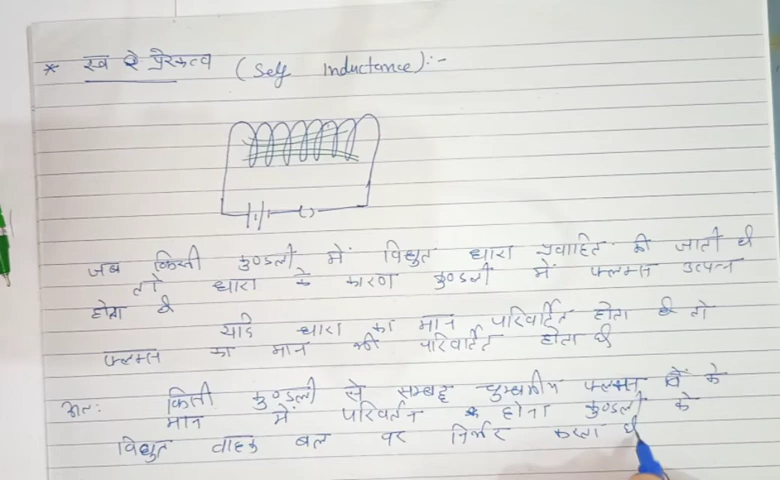 * स्व प्रेरकत्व (Self Inductance):-
जब किसी कुण्डली में विद्युत धारा प्रवाहित की जाती है
तो धारा के कारण कुण्डली में फ्लक्स उत्पन्न
होता है
यदि धारा का मान परिवर्तित होता है तो
फ्लक्स का मान भी परिवर्तित होता है
अतः किसी कुण्डली से सम्बद्ध चुम्बकीय फ्लक्स के
मान में परिवर्तन होना कुण्डली के
विद्युत वाहक बल पर निर्भर करता है